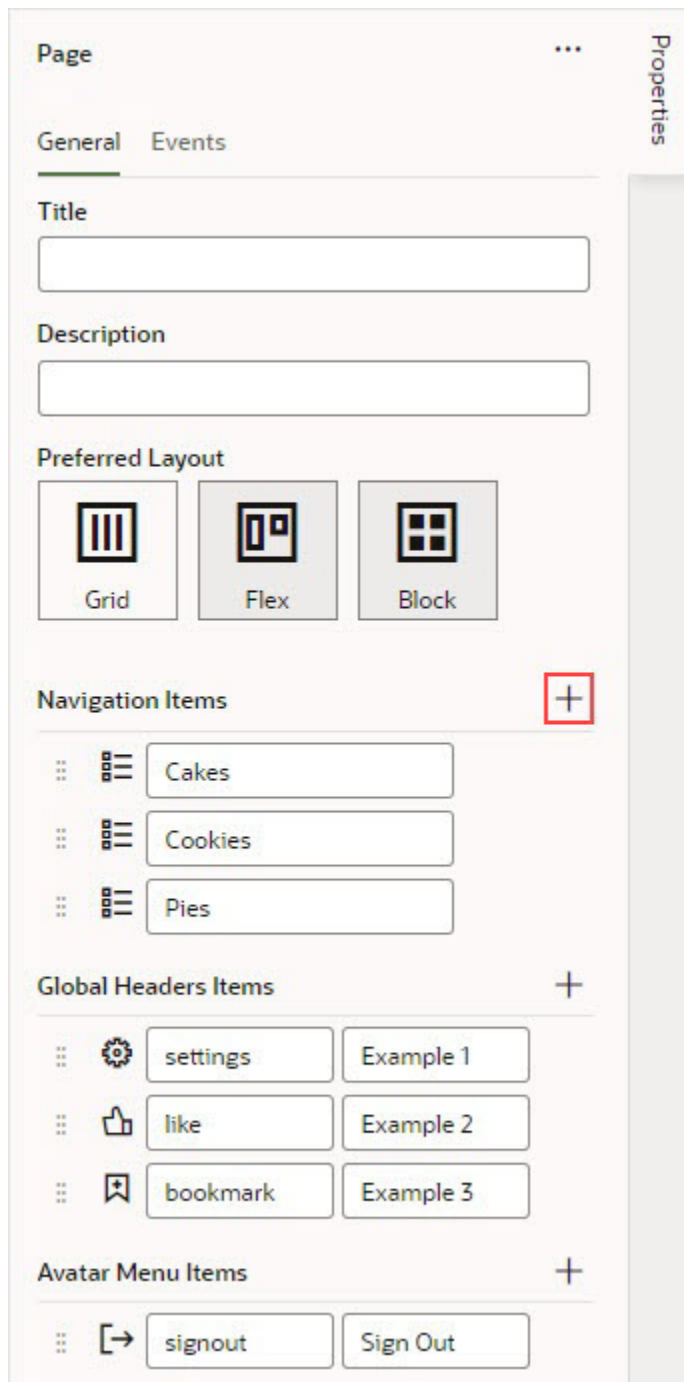 Page
Properties
General Events
Title
Description
Preferred Layout
Grid Flex Block
Navigation Items
Cakes
Cookies
Pies
Global Headers Items
settings Example 1
like Example 2
bookmark Example 3
Avatar Menu Items
signout Sign Out